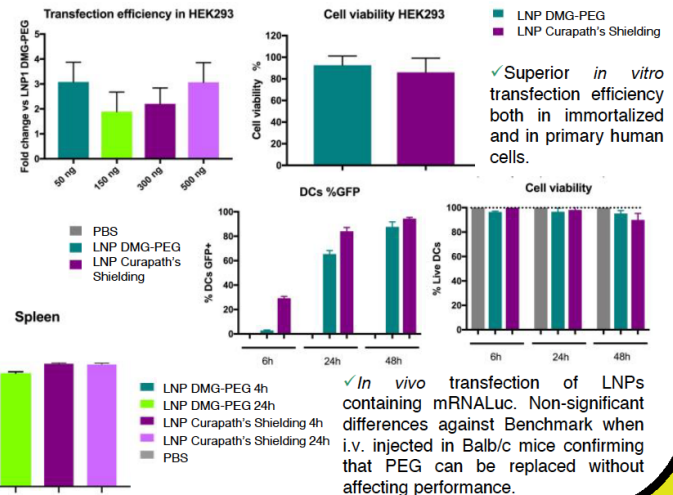 Transfection efficiency in HEK293
Fold change vs LNP1 DMG-PEG
5
4
3
2
1
0
50 ng
150 ng
300 ng
500 ng
Cell viability HEK293
Cell viability %
120
100
80
60
40
20
0
LNP DMG-PEG
LNP Curapath's Shielding
✓Superior in vitro
transfection efficiency
both in immortalized
and in primary human
cells.
PBS
LNP DMG-PEG
LNP Curapath's
Shielding
DCs %GFP
% DCs GFP+
100
80
60
40
20
0
6h
24h
48h
Cell viability
% Live DCs
100
80
60
40
20
0
6h
24h
48h
Spleen
LNP DMG-PEG 4h
LNP DMG-PEG 24h
LNP Curapath's Shielding 4h
LNP Curapath's Shielding 24h
PBS
✓In vivo transfection of LNPs
containing mRNALuc. Non-significant
differences against Benchmark when
i.v. injected in Balb/c mice confirming
that PEG can be replaced without
affecting performance.